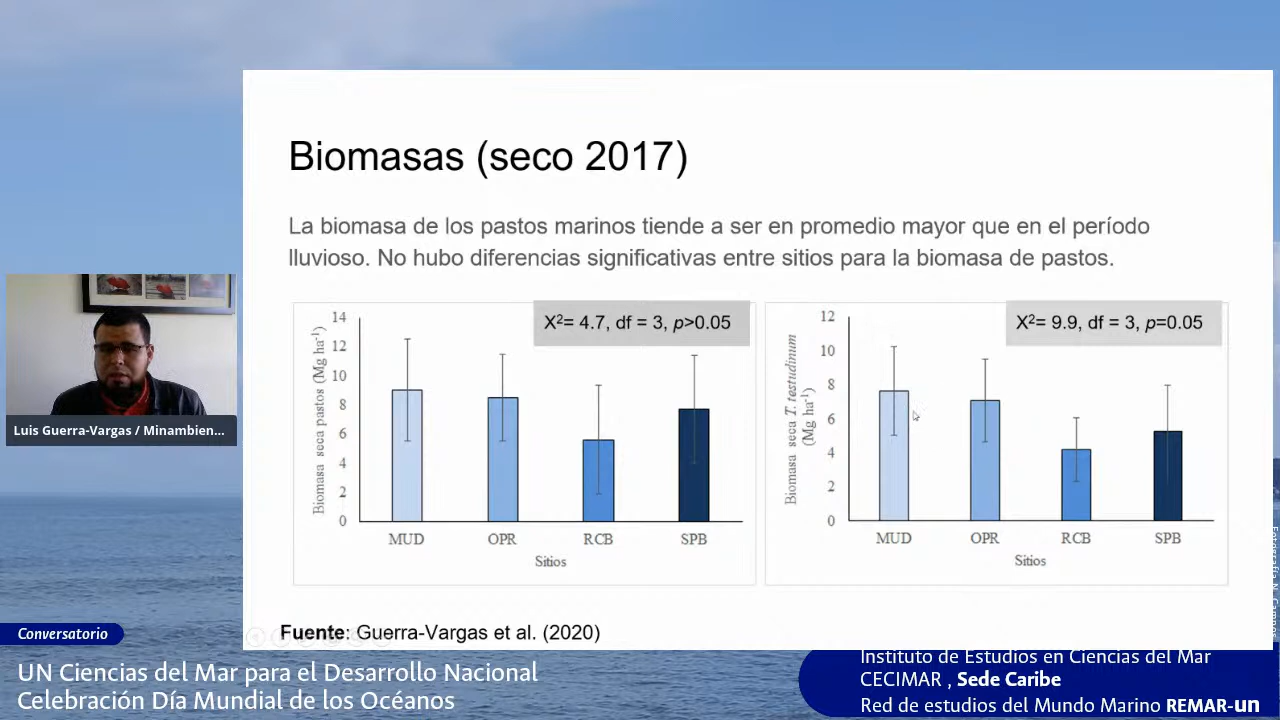 Biomasas (seco 2017)
La biomasa de los pastos marinos tiende a ser en promedio mayor que en el período
lluvioso. No hubo diferencias significativas entre sitios para la biomasa de pastos.
X²= 4.7, df = 3, p>0.05
Biomasa seca pastos (Mg ha⁻¹)
14
12
10
8
6
4
2
0
MUD OPR RCB SPB
Sitios
X²= 9.9, df = 3, p=0.05
Biomasa seca T. testudinum
(Mg ha⁻¹)
12
10
8
6
4
2
0
MUD OPR RCB SPB
Sitios
Fuente: Guerra-Vargas et al. (2020)
Luis Guerra-Vargas / Minambien...
Conversatorio
UN Ciencias del Mar para el Desarrollo Nacional
Celebración Día Mundial de los Océanos
Instituto de Estudios en Ciencias del Mar
CECIMAR , Sede Caribe
Red de estudios del Mundo Marino REMAR-un